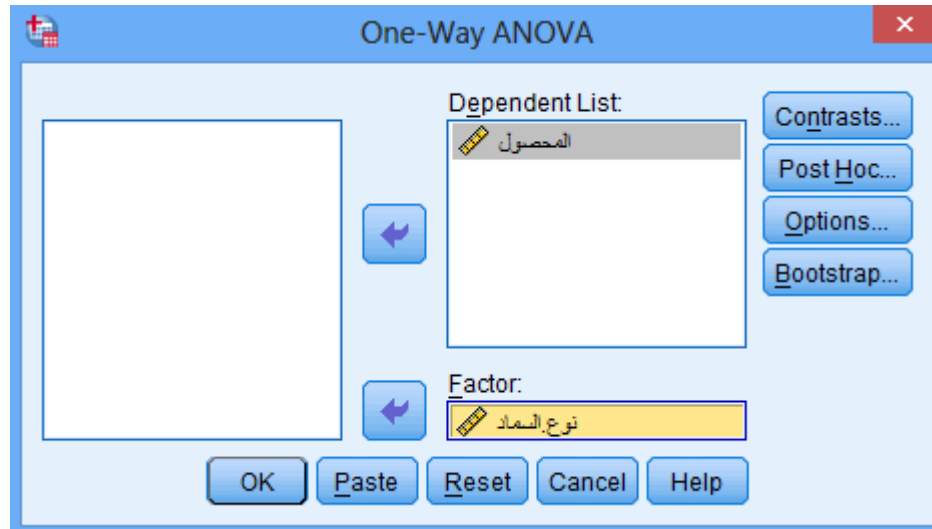 One-Way ANOVA
Dependent List:
المحصول
Contrasts...
Post Hoc...
Options...
Bootstrap...
Factor:
نوع.السماد
OK
Paste
Reset
Cancel
Help